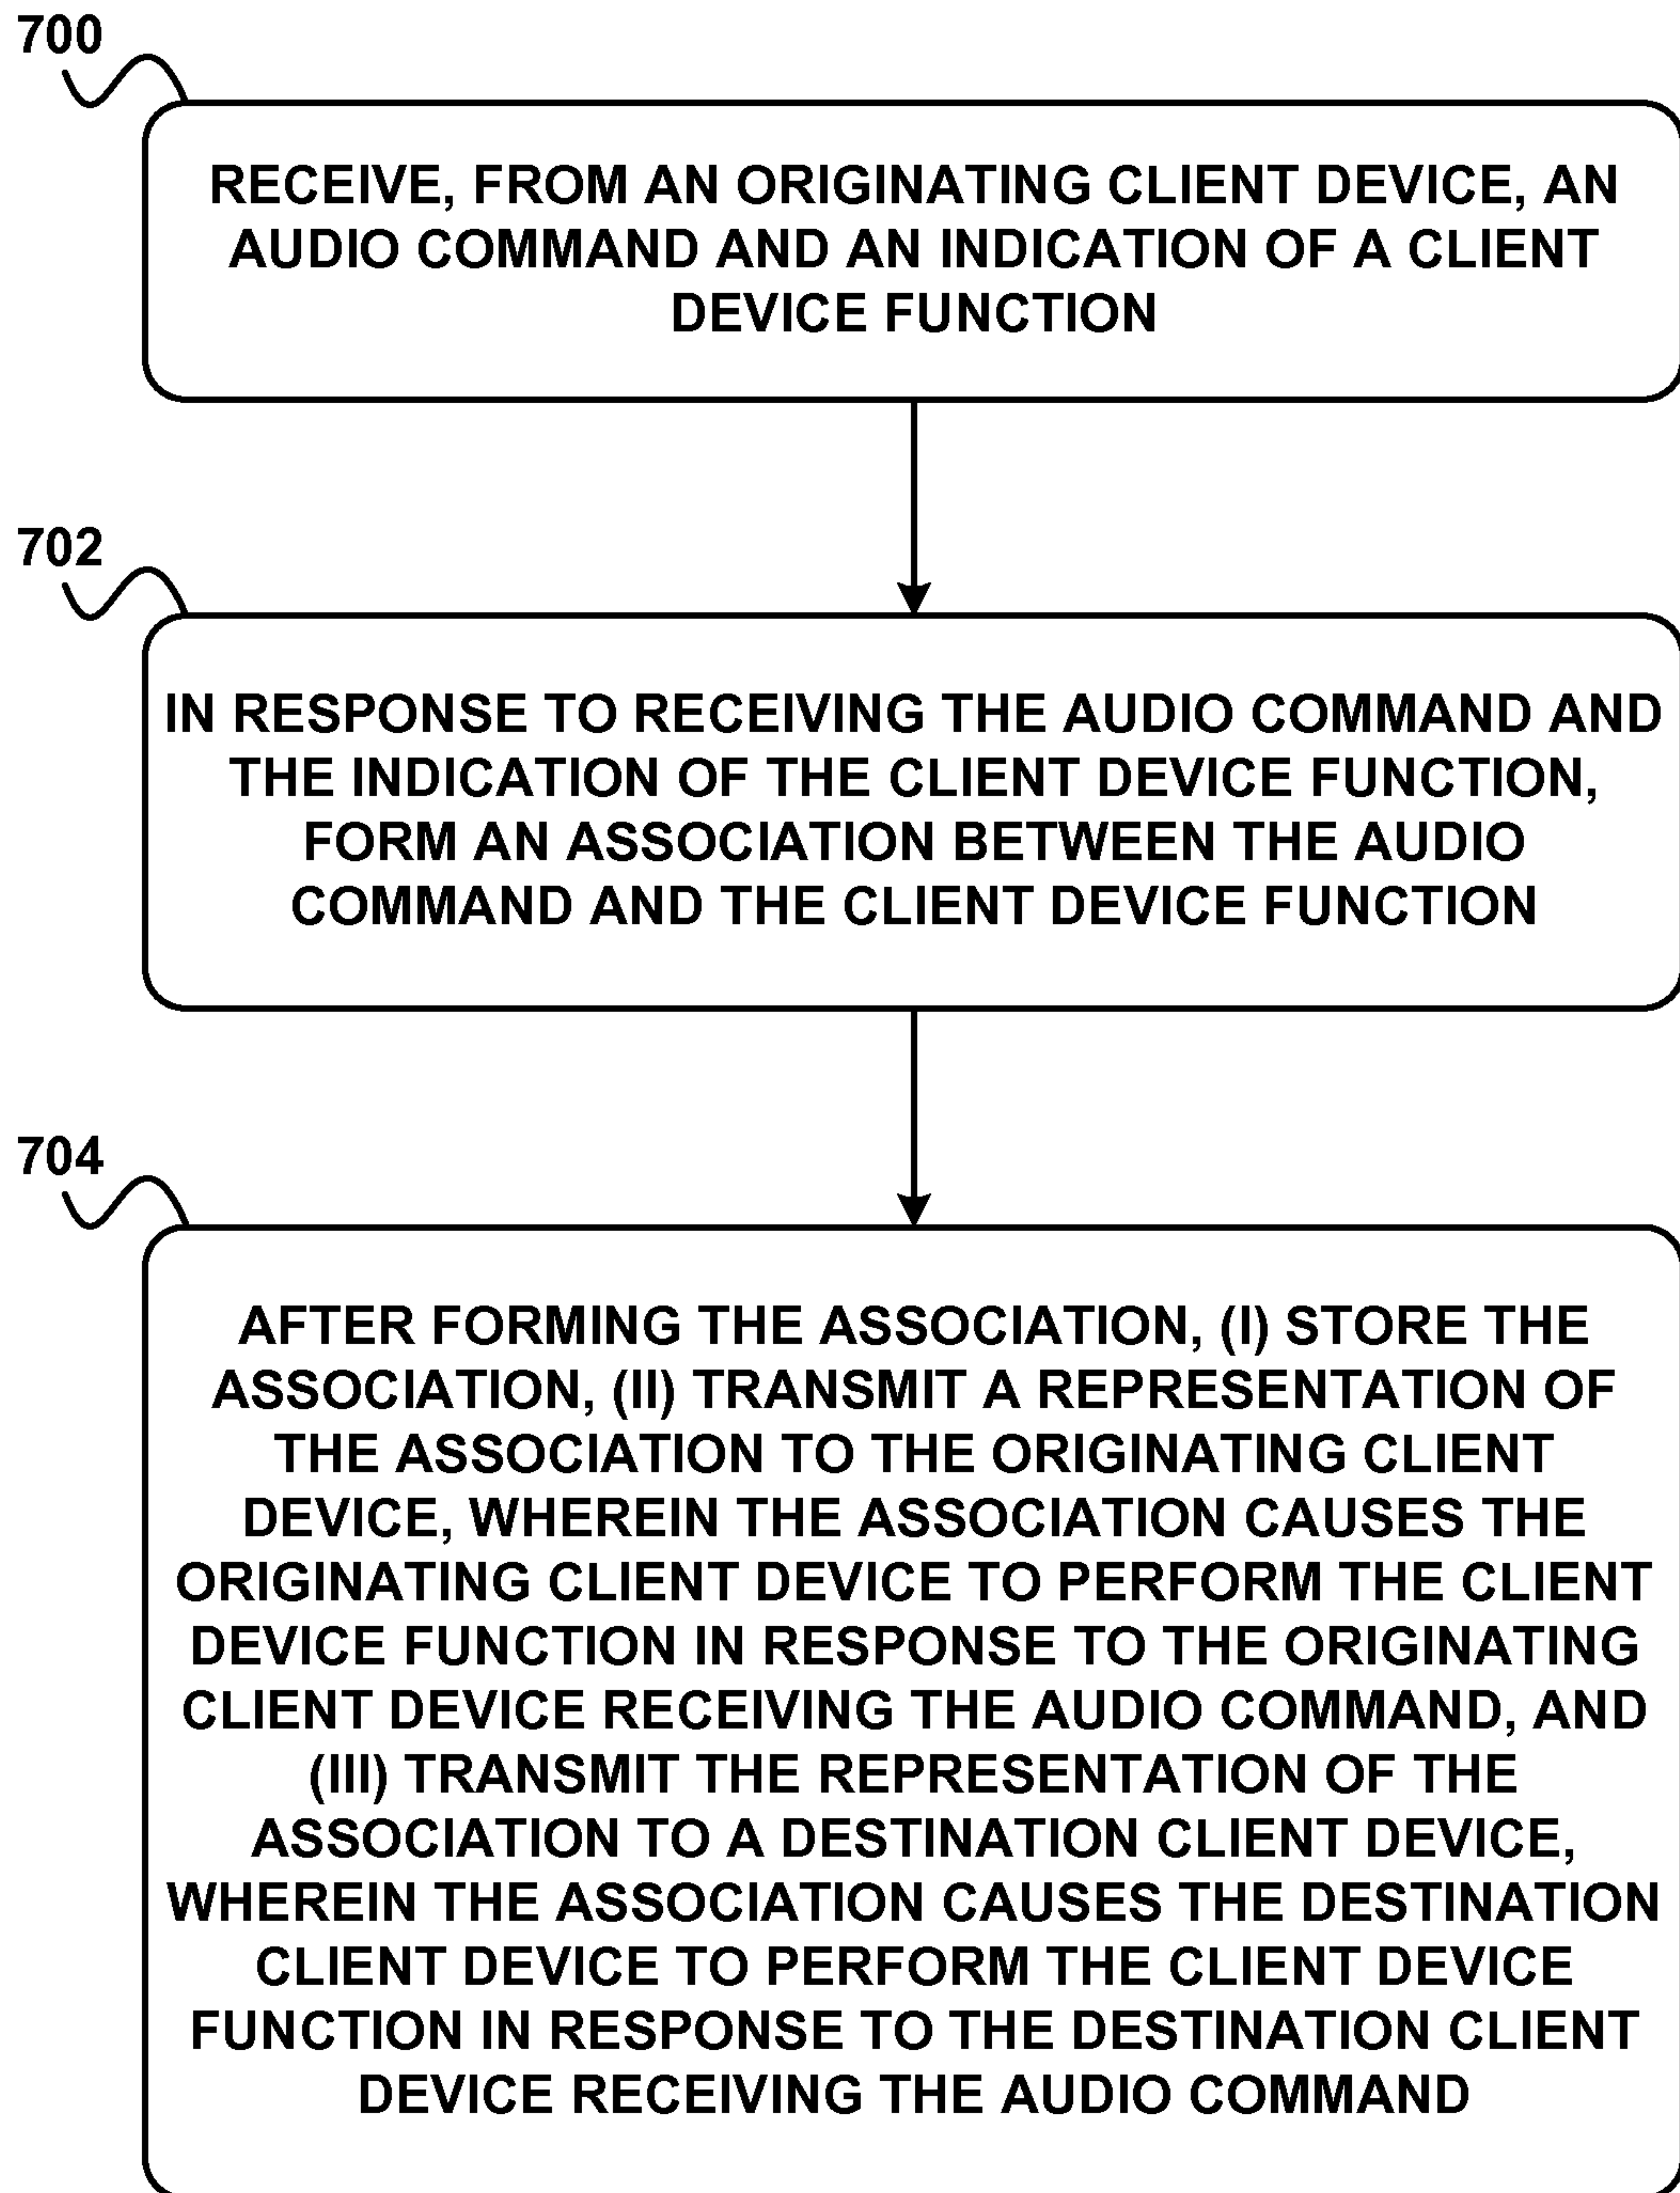 700
RECEIVE, FROM AN ORIGINATING CLIENT DEVICE, AN
AUDIO COMMAND AND AN INDICATION OF A CLIENT
DEVICE FUNCTION
702
IN RESPONSE TO RECEIVING THE AUDIO COMMAND AND
THE INDICATION OF THE CLIENT DEVICE FUNCTION,
FORM AN ASSOCIATION BETWEEN THE AUDIO
COMMAND AND THE CLIENT DEVICE FUNCTION
704
AFTER FORMING THE ASSOCIATION, (I) STORE THE
ASSOCIATION, (II) TRANSMIT A REPRESENTATION OF
THE ASSOCIATION TO THE ORIGINATING CLIENT
DEVICE, WHEREIN THE ASSOCIATION CAUSES THE
ORIGINATING CLIENT DEVICE TO PERFORM THE CLIENT
DEVICE FUNCTION IN RESPONSE TO THE ORIGINATING
CLIENT DEVICE RECEIVING THE AUDIO COMMAND, AND
(III) TRANSMIT THE REPRESENTATION OF THE
ASSOCIATION TO A DESTINATION CLIENT DEVICE,
WHEREIN THE ASSOCIATION CAUSES THE DESTINATION
CLIENT DEVICE TO PERFORM THE CLIENT DEVICE
FUNCTION IN RESPONSE TO THE DESTINATION CLIENT
DEVICE RECEIVING THE AUDIO COMMAND